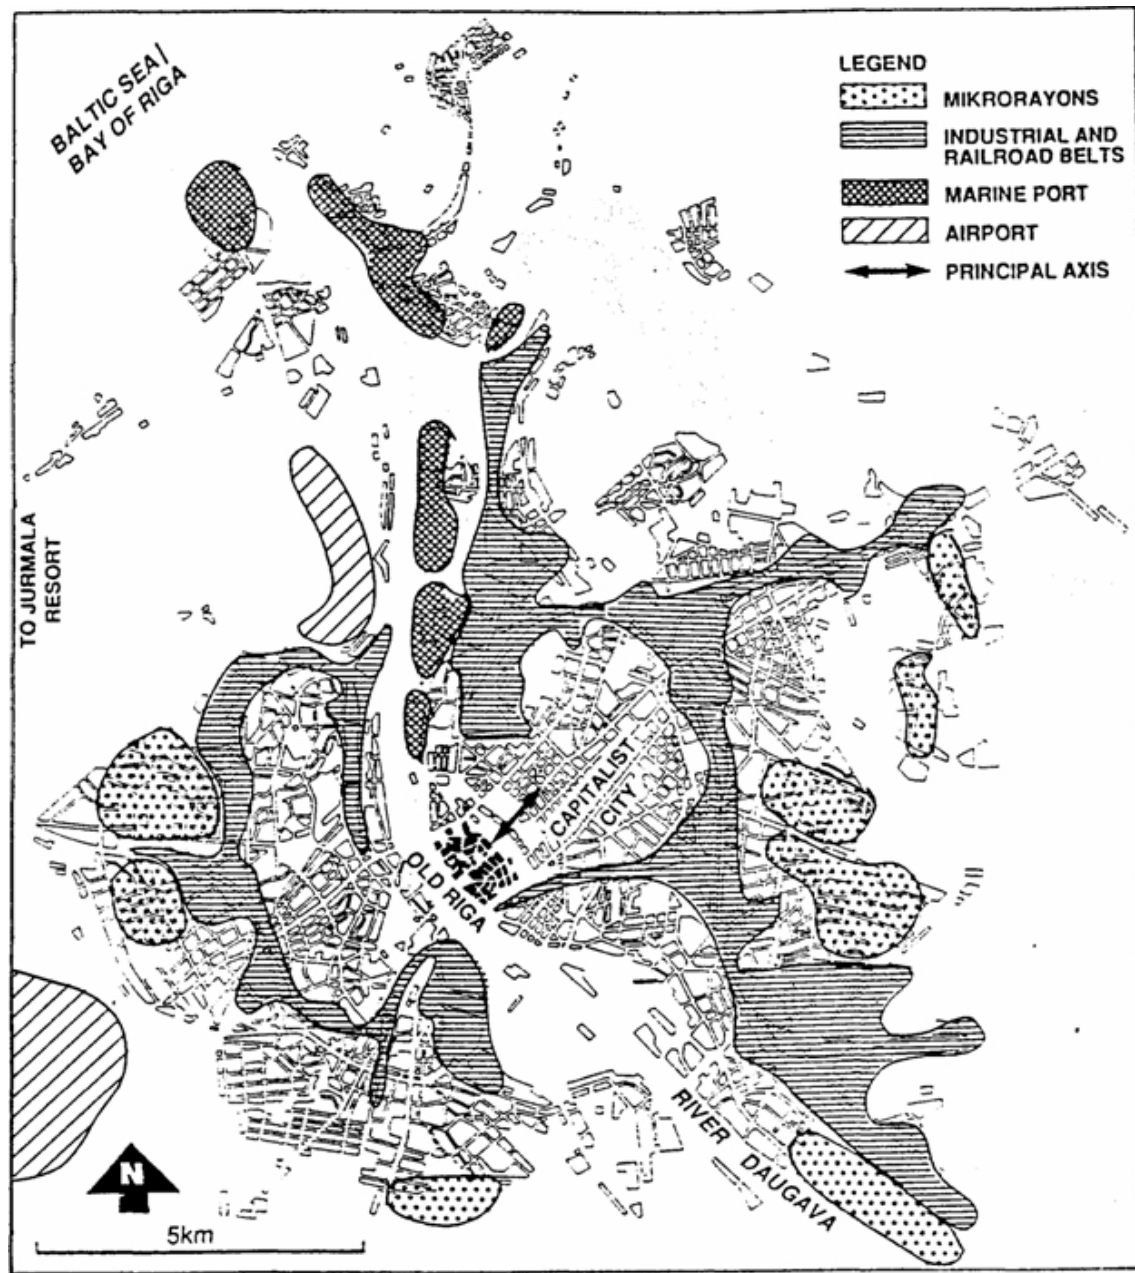 BALTIC SEA/
BAY OF RIGA
LEGEND
MIKRORAYONS
INDUSTRIAL AND
RAILROAD BELTS
MARINE PORT
AIRPORT
PRINCIPAL AXIS
TO JURMALA
RESORT
CAPITALIST
CITY
OLD RIGA
RIVER DAUGAVA
N
5km